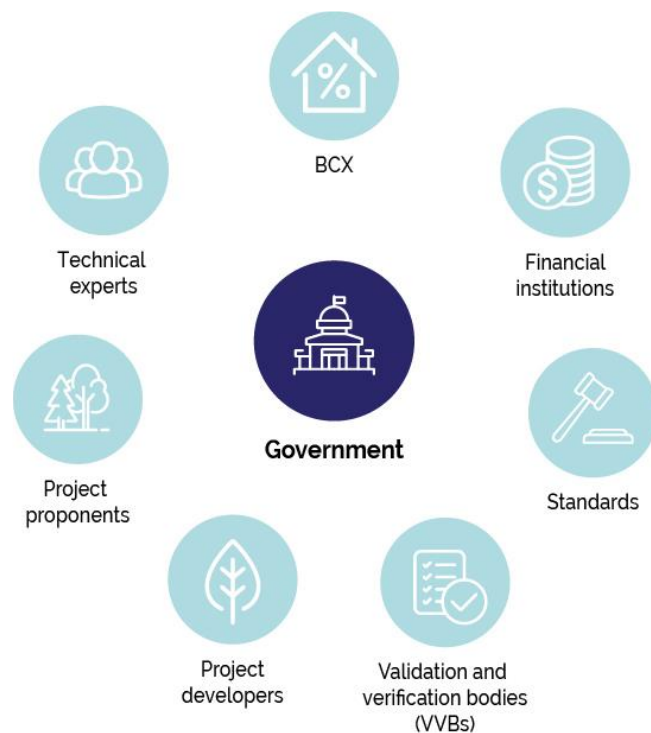 BCX
Technical
experts
Financial
institutions
Government
Project
proponents
Standards
Project
developers
Validation and
verification bodies
(VVBs)